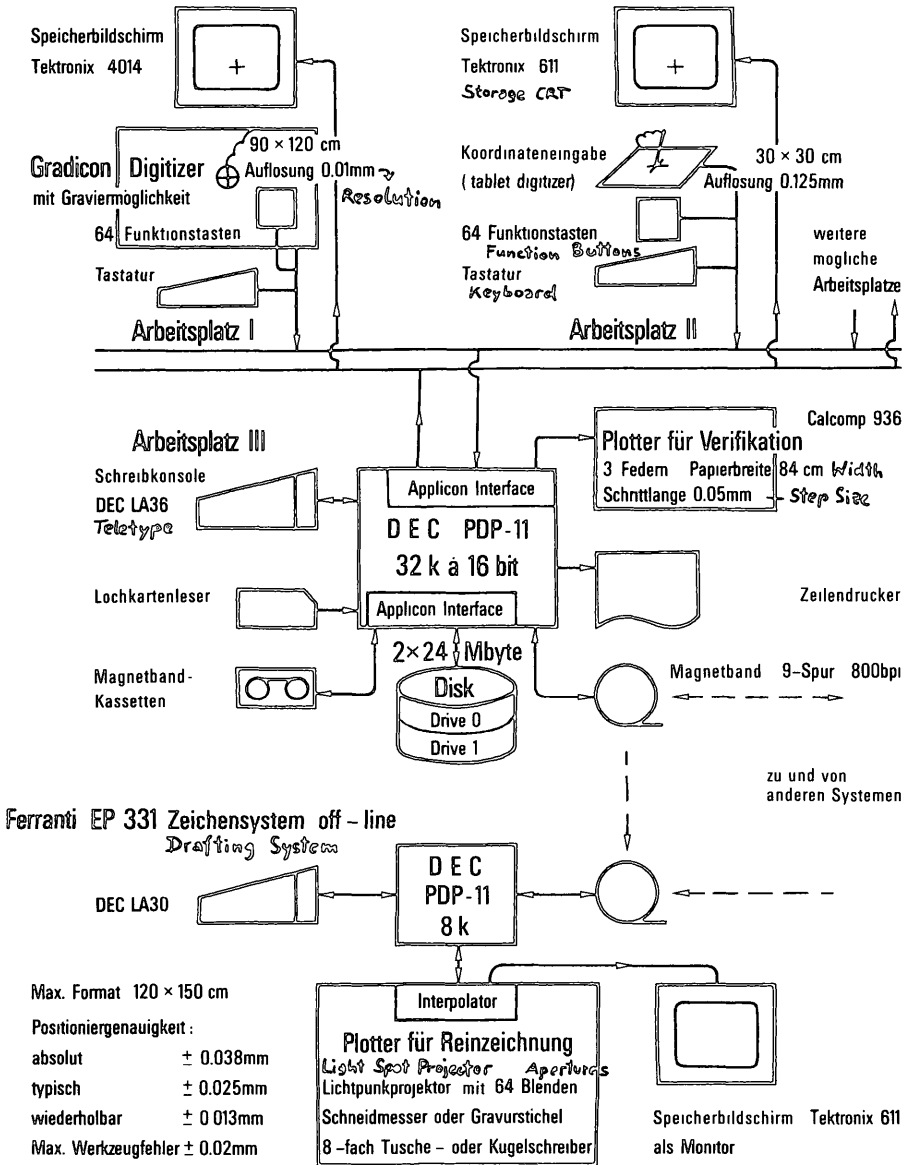 Speicherbildschirm
Tektronix 4014
Speicherbildschirm
Tektronix 611
Storage CRT
Gradicon Digitizer
mit Graviermöglichkeit
90 × 120 cm
Auflosung 0.01mm
Resolution
64 Funktionstasten
Tastatur
Arbeitsplatz I
Koordinateneingabe
( tablet digitizer)
30 × 30 cm
Auflosung 0.125mm
64 Funktionstasten
Function Buttons
Tastatur
Keyboard
Arbeitsplatz II
weitere
mogliche
Arbeitsplatze
Arbeitsplatz III
Schreibkonsole
DEC LA36
Teletype
Applicon Interface
DEC PDP-11
32 k à 16 bit
Applicon Interface
Calcomp 936
Plotter für Verifikation
3 Federn Papierbreite 84 cm Width
Schrittlange 0.05mm - Step Size
Lochkartenleser
Zeilendrucker
Magnetband-
Kassetten
2×24 Mbyte
Disk
Drive 0
Drive 1
Magnetband 9-Spur 800bpi
zu und von
anderen Systemen
Ferranti EP 331 Zeichensystem off-line
Drafting System
DEC LA30
DEC
PDP-11
8 k
Max. Format 120 × 150 cm
Positioniergenauigkeit :
absolut ± 0.038mm
typisch ± 0.025mm
wiederholbar ± 0 013mm
Max. Werkzeugfehler ± 0.02mm
Interpolator
Plotter für Reinzeichnung
Light Spot Projector Apertures
Lichtpunkprojektor mit 64 Blenden
Schneidmesser oder Gravurstichel
8-fach Tusche- oder Kugelschreiber
Speicherbildschirm Tektronix 611
als Monitor